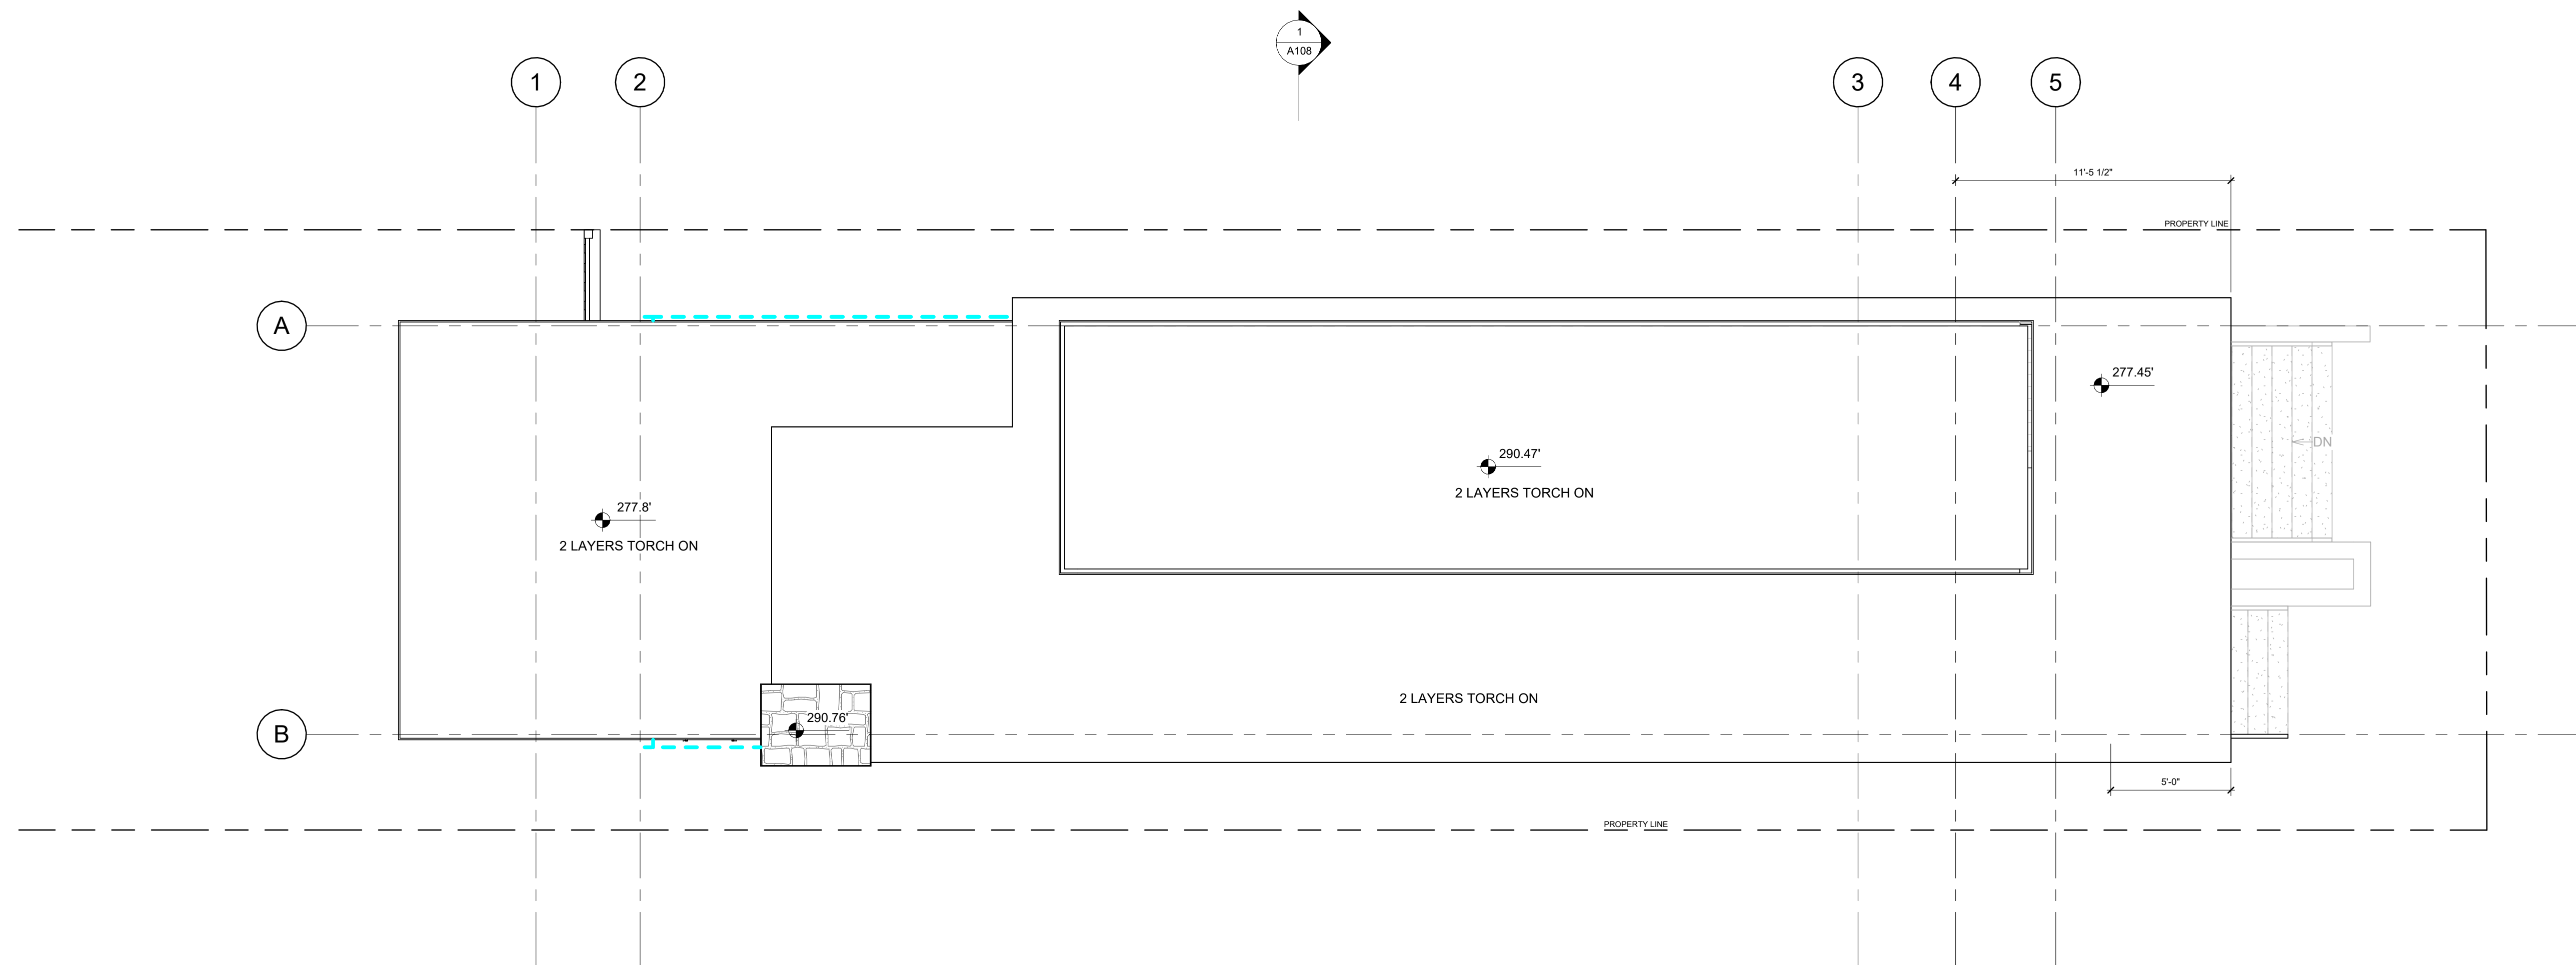 1
A108
1
2
3
4
5
11'-5 1/2"
PROPERTY LINE
A
277.45'
DN
290.47'
2 LAYERS TORCH ON
277.8'
2 LAYERS TORCH ON
2 LAYERS TORCH ON
290.76'
B
5'-0"
PROPERTY LINE